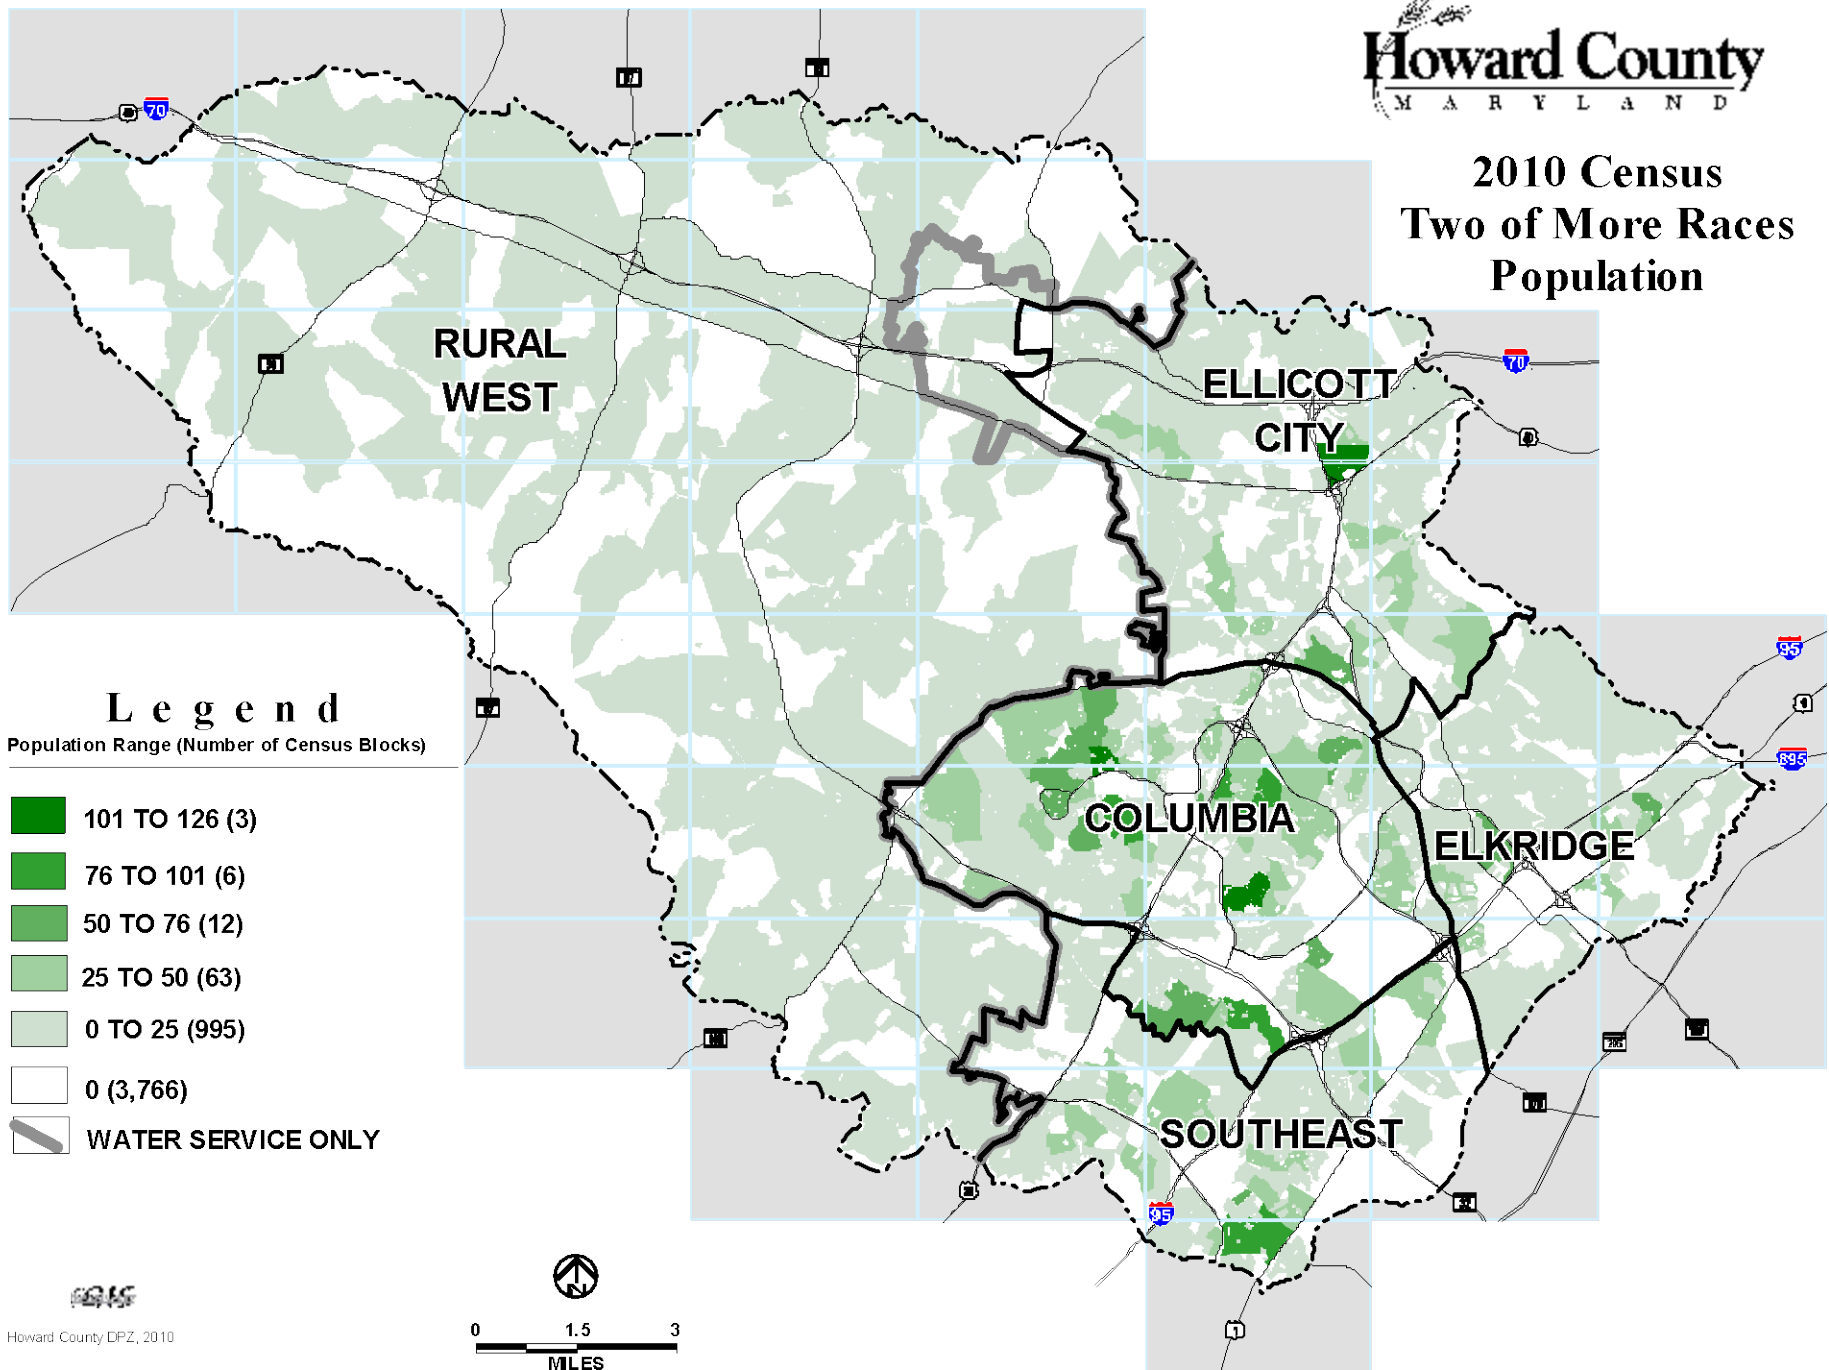 Howard County
MARYLAND
2010 Census
Two of More Races
Population
70
RURAL
WEST
ELLICOTT
CITY
70
95
895
COLUMBIA
ELKRIDGE
SOUTHEAST
95
1
Legend
Population Range (Number of Census Blocks)
101 TO 126 (3)
76 TO 101 (6)
50 TO 76 (12)
25 TO 50 (63)
0 TO 25 (995)
0 (3,766)
WATER SERVICE ONLY
N
0 1.5 3
MILES
Howard County DPZ, 2010